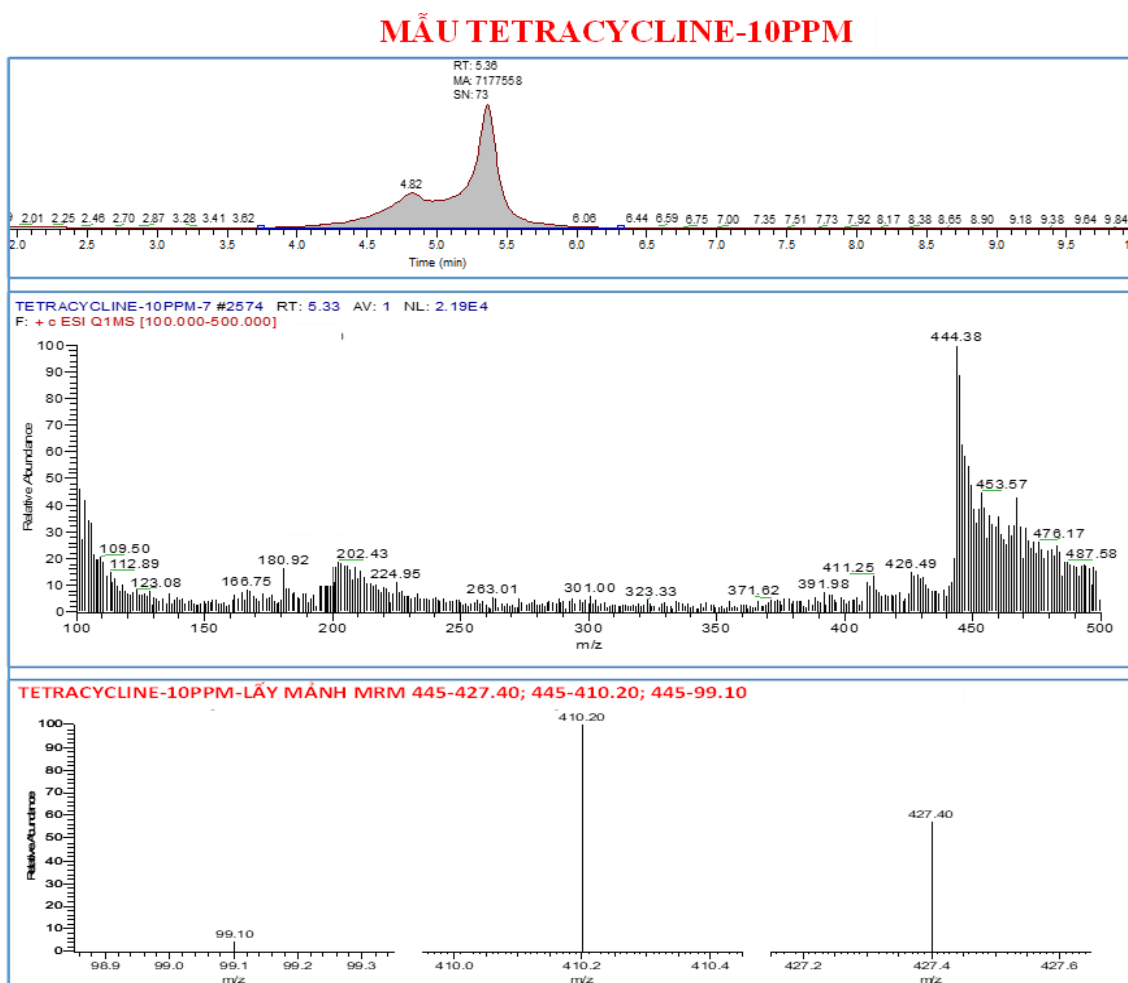 MẪU TETRACYCLINE-10PPM
RT: 5.36
MA: 7177558
SN: 73
4.82
2.01 2.25 2.46 2.70 2.87 3.28 3.41 3.62 6.06 6.44 6.59 6.75 7.00 7.35 7.51 7.73 7.92 8.17 8.38 8.65 8.90 9.18 9.38 9.64 9.84
2.0 2.5 3.0 3.5 4.0 4.5 5.0 5.5 6.0 6.5 7.0 7.5 8.0 8.5 9.0 9.5
Time (min)
TETRACYCLINE-10PPM-7 #2574 RT: 5.33 AV: 1 NL: 2.19E4
F: + c ESI Q1MS [100.000-500.000]
Relative Abundance
100
90
80
70
60
50
40
30
20
10
0
444.38
453.57
476.17
487.58
109.50
112.89
123.08
166.75
180.92
202.43
224.95
263.01
301.00
323.33
371.62
391.98
411.25
426.49
100 150 200 250 300 350 400 450 500
m/z
TETRACYCLINE-10PPM-LẤY MẢNH MRM 445-427.40; 445-410.20; 445-99.10
Relative Abundance
100
90
80
70
60
50
40
30
20
10
0
99.10
410.20
427.40
98.9 99.0 99.1 99.2 99.3 410.0 410.2 410.4 427.2 427.4 427.6
m/z m/z m/z